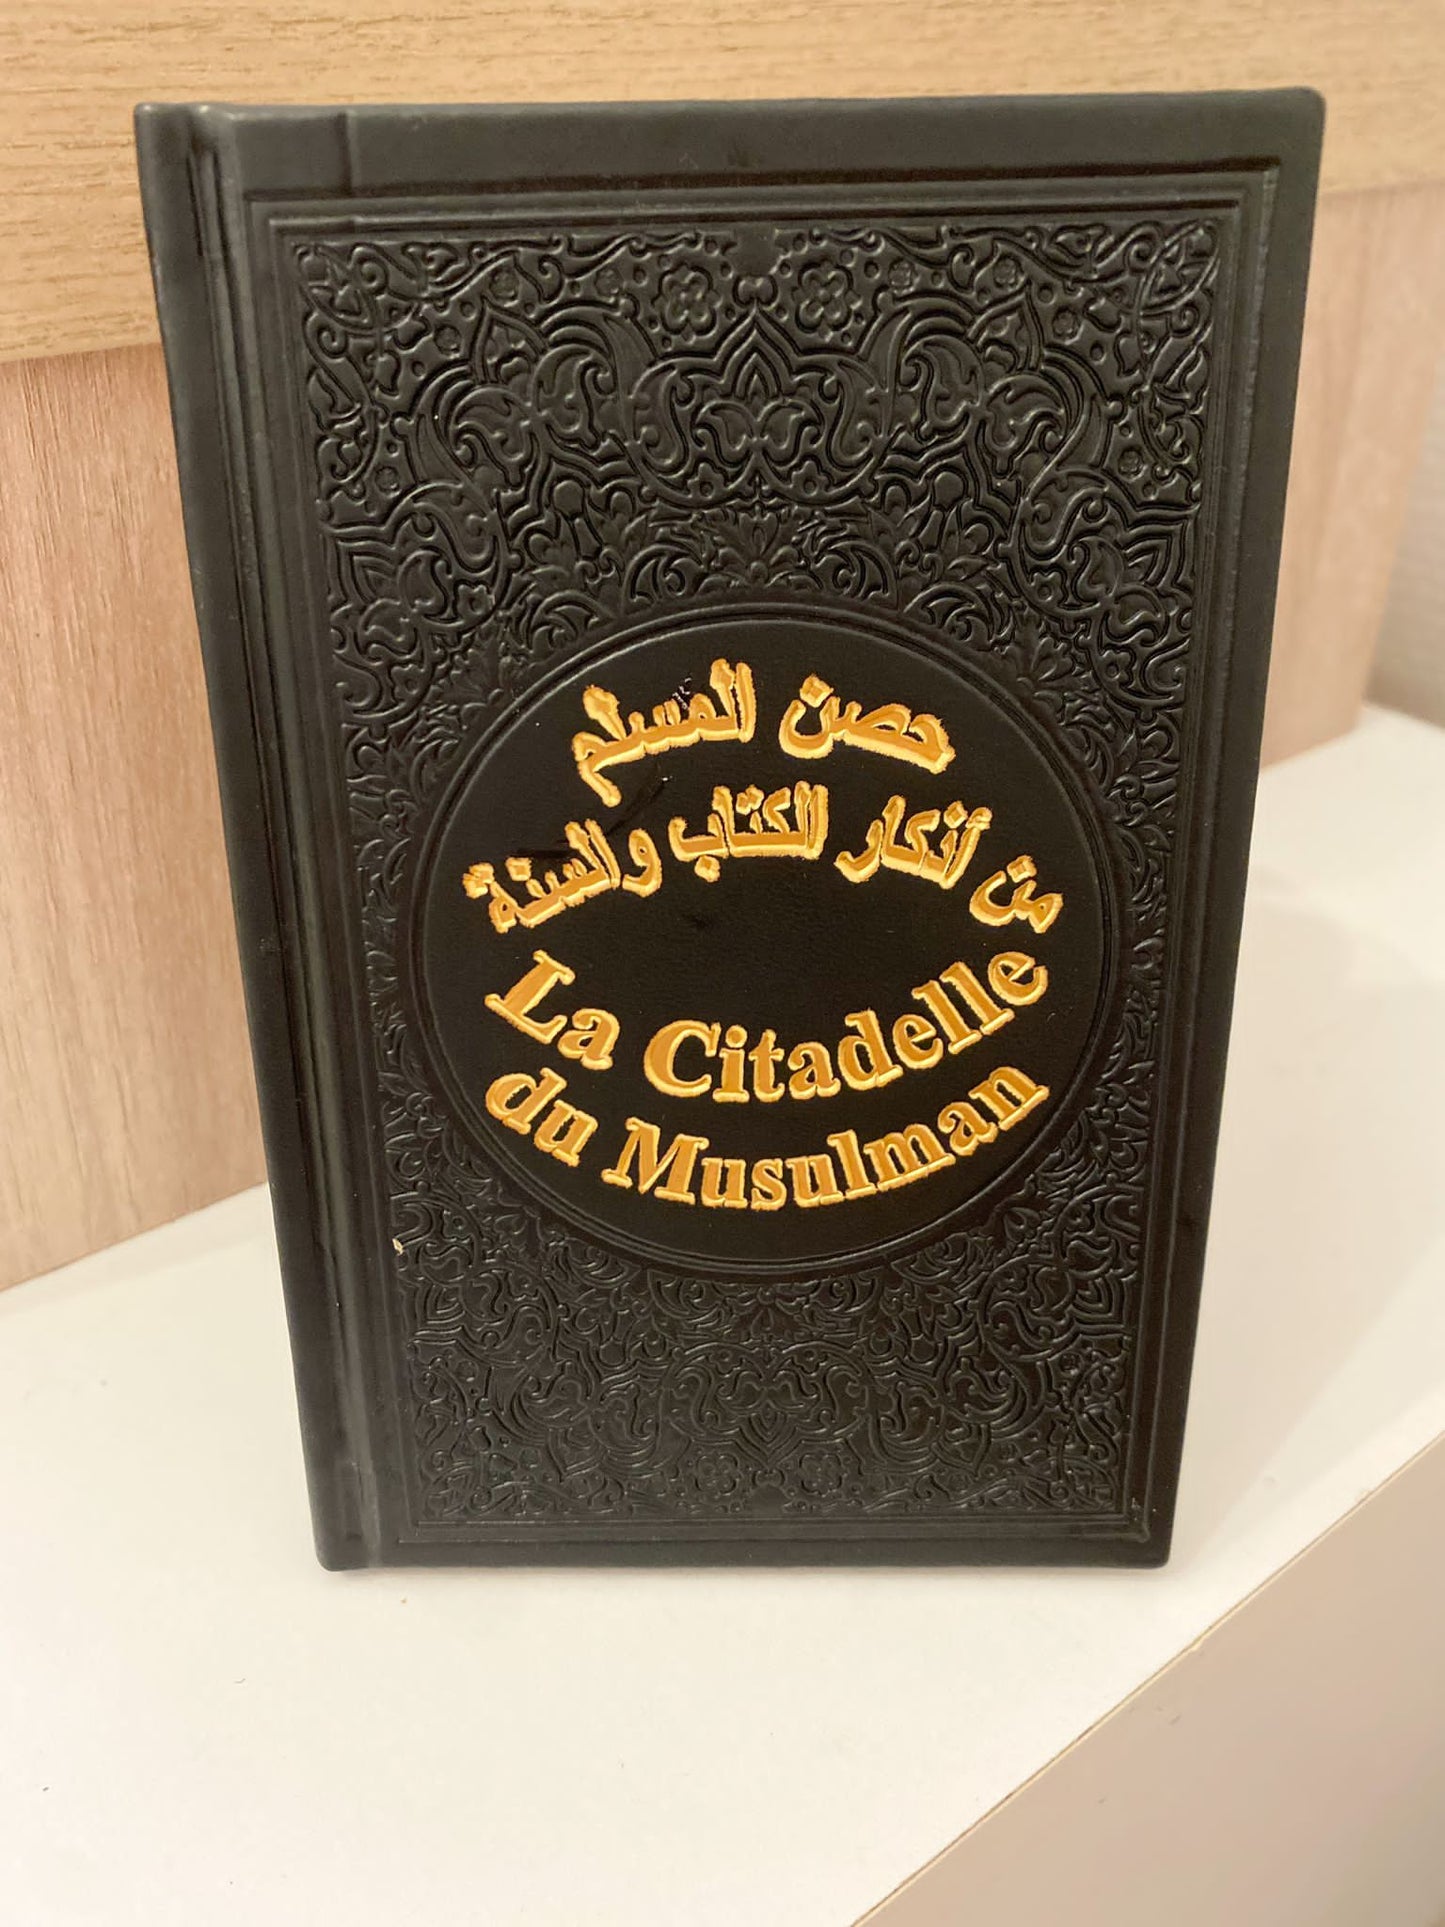 حصن المسلم
من أذكار الكتاب والسنة
La Citadelle
du Musulman